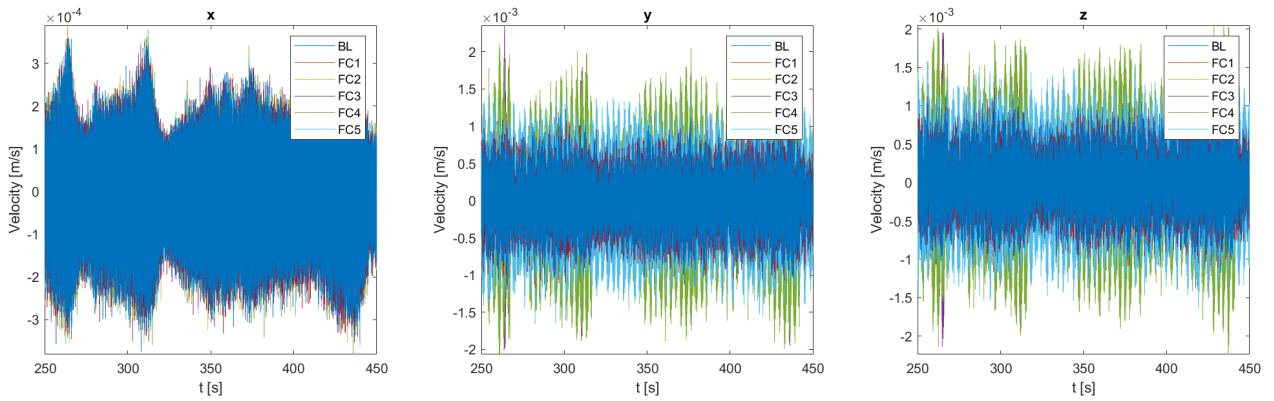 x
×10-4
3
2
1
0
-1
-2
-3
250
300
350
400
450
Velocity [m/s]
t [s]
BL
FC1
FC2
FC3
FC4
FC5
y
×10-3
2
1.5
1
0.5
0
-0.5
-1
-1.5
-2
250
300
350
400
450
Velocity [m/s]
t [s]
BL
FC1
FC2
FC3
FC4
FC5
z
×10-3
2
1.5
1
0.5
0
-0.5
-1
-1.5
-2
250
300
350
400
450
Velocity [m/s]
t [s]
BL
FC1
FC2
FC3
FC4
FC5